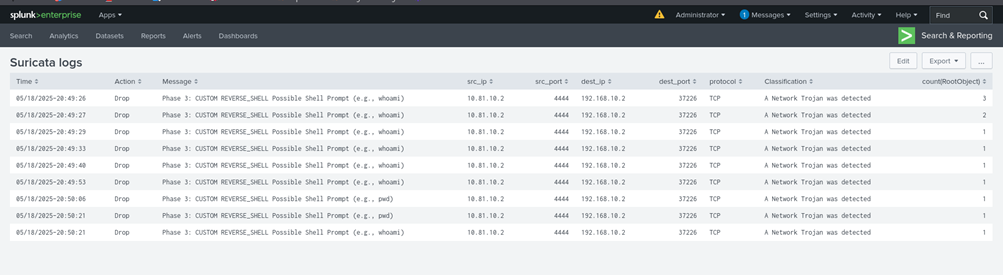 splunk>enterprise Apps Administrator 1 Messages Settings Activity Help Find
Search Analytics Datasets Reports Alerts Dashboards Search & Reporting
Suricata logs Edit Export ...
Time Action Message src_ip src_port dest_ip dest_port protocol Classification count(RootObject)
05/18/2025-20:49:26 Drop Phase 3: CUSTOM REVERSE_SHELL Possible Shell Prompt (e.g., whoami) 10.81.10.2 4444 192.168.10.2 37226 TCP A Network Trojan was detected 3
05/18/2025-20:49:27 Drop Phase 3: CUSTOM REVERSE_SHELL Possible Shell Prompt (e.g., whoami) 10.81.10.2 4444 192.168.10.2 37226 TCP A Network Trojan was detected 2
05/18/2025-20:49:29 Drop Phase 3: CUSTOM REVERSE_SHELL Possible Shell Prompt (e.g., whoami) 10.81.10.2 4444 192.168.10.2 37226 TCP A Network Trojan was detected 1
05/18/2025-20:49:33 Drop Phase 3: CUSTOM REVERSE_SHELL Possible Shell Prompt (e.g., whoami) 10.81.10.2 4444 192.168.10.2 37226 TCP A Network Trojan was detected 1
05/18/2025-20:49:40 Drop Phase 3: CUSTOM REVERSE_SHELL Possible Shell Prompt (e.g., whoami) 10.81.10.2 4444 192.168.10.2 37226 TCP A Network Trojan was detected 1
05/18/2025-20:49:53 Drop Phase 3: CUSTOM REVERSE_SHELL Possible Shell Prompt (e.g., whoami) 10.81.10.2 4444 192.168.10.2 37226 TCP A Network Trojan was detected 1
05/18/2025-20:50:06 Drop Phase 3: CUSTOM REVERSE_SHELL Possible Shell Prompt (e.g., pwd) 10.81.10.2 4444 192.168.10.2 37226 TCP A Network Trojan was detected 1
05/18/2025-20:50:21 Drop Phase 3: CUSTOM REVERSE_SHELL Possible Shell Prompt (e.g., pwd) 10.81.10.2 4444 192.168.10.2 37226 TCP A Network Trojan was detected 1
05/18/2025-20:50:21 Drop Phase 3: CUSTOM REVERSE_SHELL Possible Shell Prompt (e.g., whoami) 10.81.10.2 4444 192.168.10.2 37226 TCP A Network Trojan was detected 1